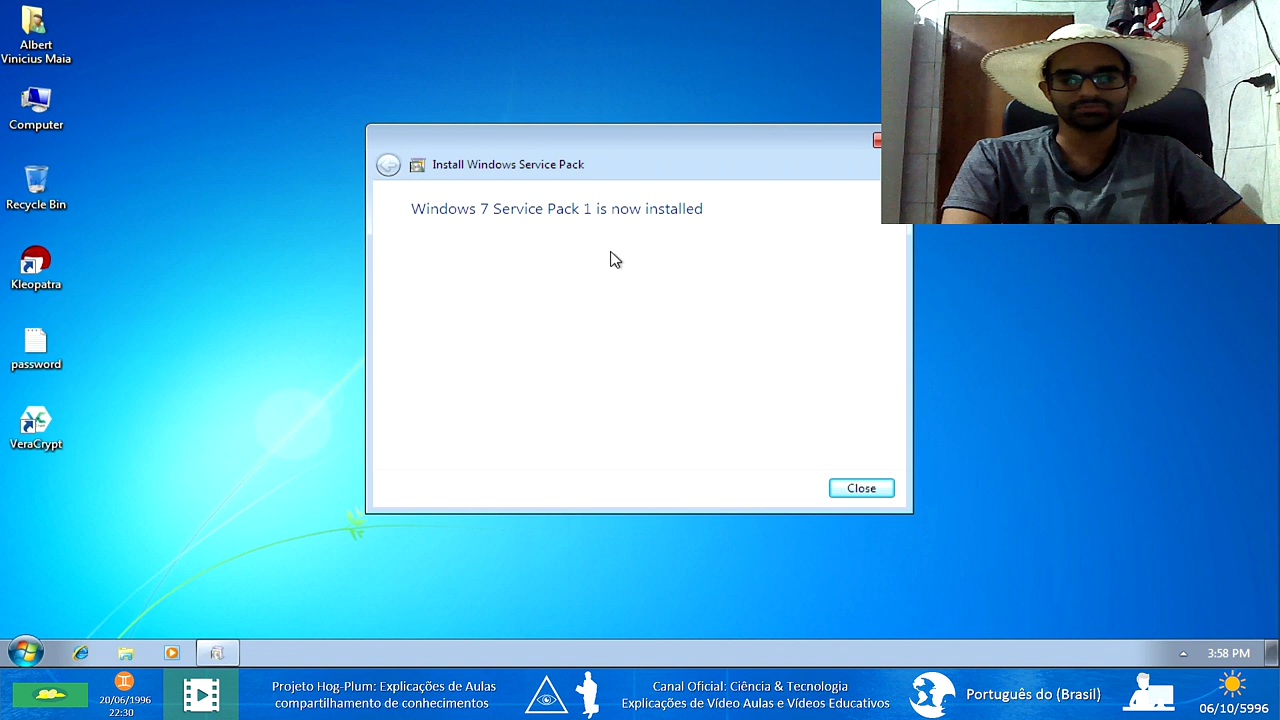 Albert
Vinicius Maia
Computer
Recycle Bin
Kleopatra
password
VeraCrypt
Install Windows Service Pack
Windows 7 Service Pack 1 is now installed
Close
3:58 PM
20/06/1996
22:30
Projeto Hog-Plum: Explicações de Aulas
compartilhamento de conhecimentos
Canal Oficial: Ciência & Tecnologia
Explicações de Vídeo Aulas e Vídeos Educativos
Português do (Brasil)
06/10/5996